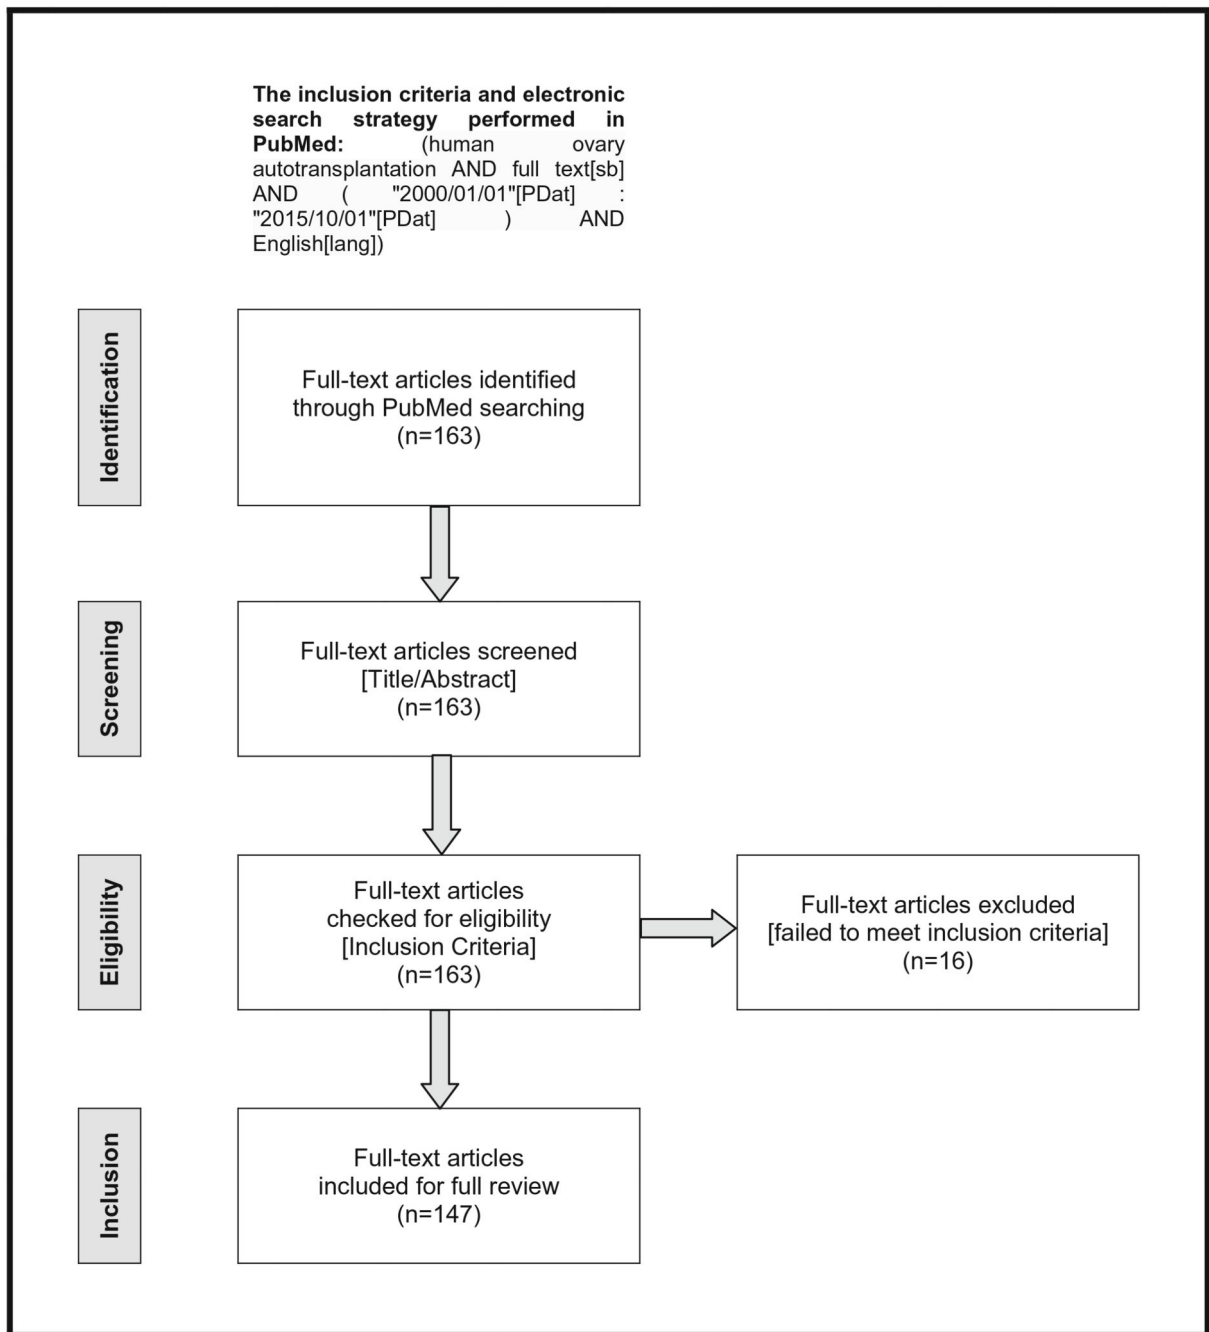 The inclusion criteria and electronic
search strategy performed in
PubMed: (human ovary
autotransplantation AND full text[sb]
AND ( "2000/01/01"[PDat] :
"2015/10/01"[PDat] ) AND
English[lang])
Identification
Full-text articles identified
through PubMed searching
(n=163)
Screening
Full-text articles screened
[Title/Abstract]
(n=163)
Eligibility
Full-text articles
checked for eligibility
[Inclusion Criteria]
(n=163)
Full-text articles excluded
[failed to meet inclusion criteria]
(n=16)
Inclusion
Full-text articles
included for full review
(n=147)